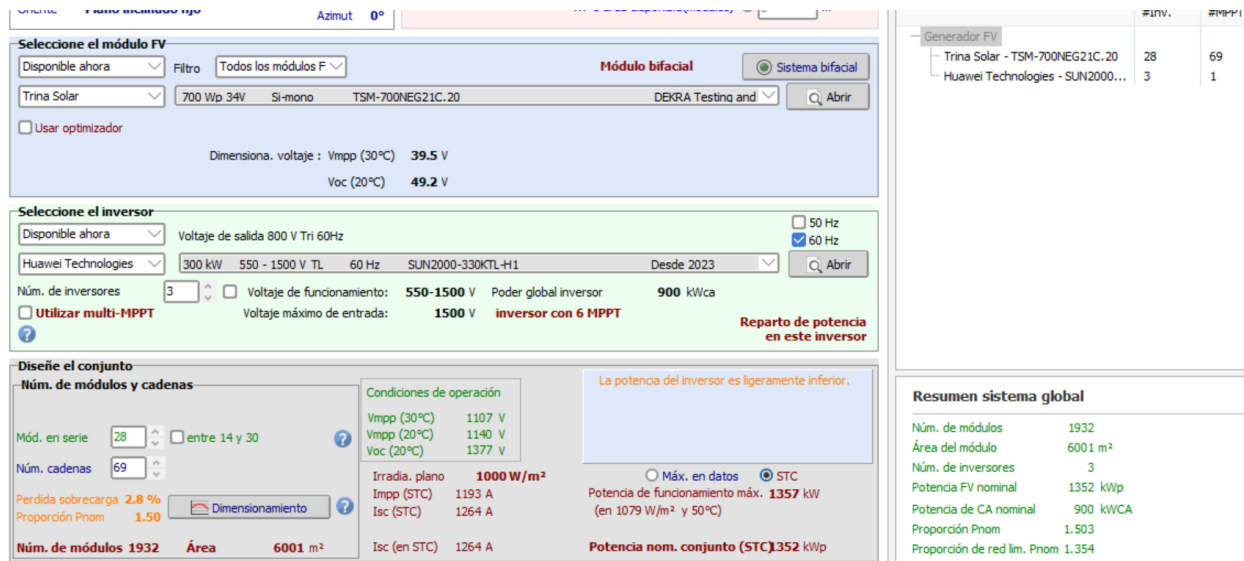 Oriente Plano inclinado fijo
Azimut 0°
#Inv. #MPPT
Seleccione el módulo FV
Disponible ahora Filtro Todos los módulos F Módulo bifacial Sistema bifacial
Trina Solar 700 Wp 34V Si-mono TSM-700NEG21C.20 DEKRA Testing and Abrir
Usar optimizador
Dimensiona. voltaje : Vmpp (30°C) 39.5 V
Voc (20°C) 49.2 V
Seleccione el inversor
Disponible ahora Voltaje de salida 800 V Tri 60Hz
50 Hz
60 Hz
Huawei Technologies 300 kW 550 - 1500 V TL 60 Hz SUN2000-330KTL-H1 Desde 2023 Abrir
Núm. de inversores 3 Voltaje de funcionamiento: 550-1500 V Poder global inversor 900 kWca
Utilizar multi-MPPT Voltaje máximo de entrada: 1500 V inversor con 6 MPPT
Reparto de potencia
en este inversor
?
Diseñe el conjunto
Núm. de módulos y cadenas
Mód. en serie 28 entre 14 y 30 ?
Núm. cadenas 69
Perdida sobrecarga 2.8 %
Proporción Pnom 1.50
Dimensionamiento ?
Núm. de módulos 1932 Área 6001 m²
Condiciones de operación
Vmpp (30°C) 1107 V
Vmpp (20°C) 1140 V
Voc (20°C) 1377 V
Irradia. plano 1000 W/m²
Impp (STC) 1193 A
Isc (STC) 1264 A
Isc (en STC) 1264 A
La potencia del inversor es ligeramente inferior.
Máx. en datos STC
Potencia de funcionamiento máx. 1357 kW
(en 1079 W/m² y 50°C)
Potencia nom. conjunto (STC) 1352 kWp
Generador FV
Trina Solar - TSM-700NEG21C.20 28 69
Huawei Technologies - SUN2000... 3 1
Resumen sistema global
Núm. de módulos 1932
Área del módulo 6001 m²
Núm. de inversores 3
Potencia FV nominal 1352 kWp
Potencia de CA nominal 900 kWCA
Proporción Pnom 1.503
Proporción de red lim. Pnom 1.354